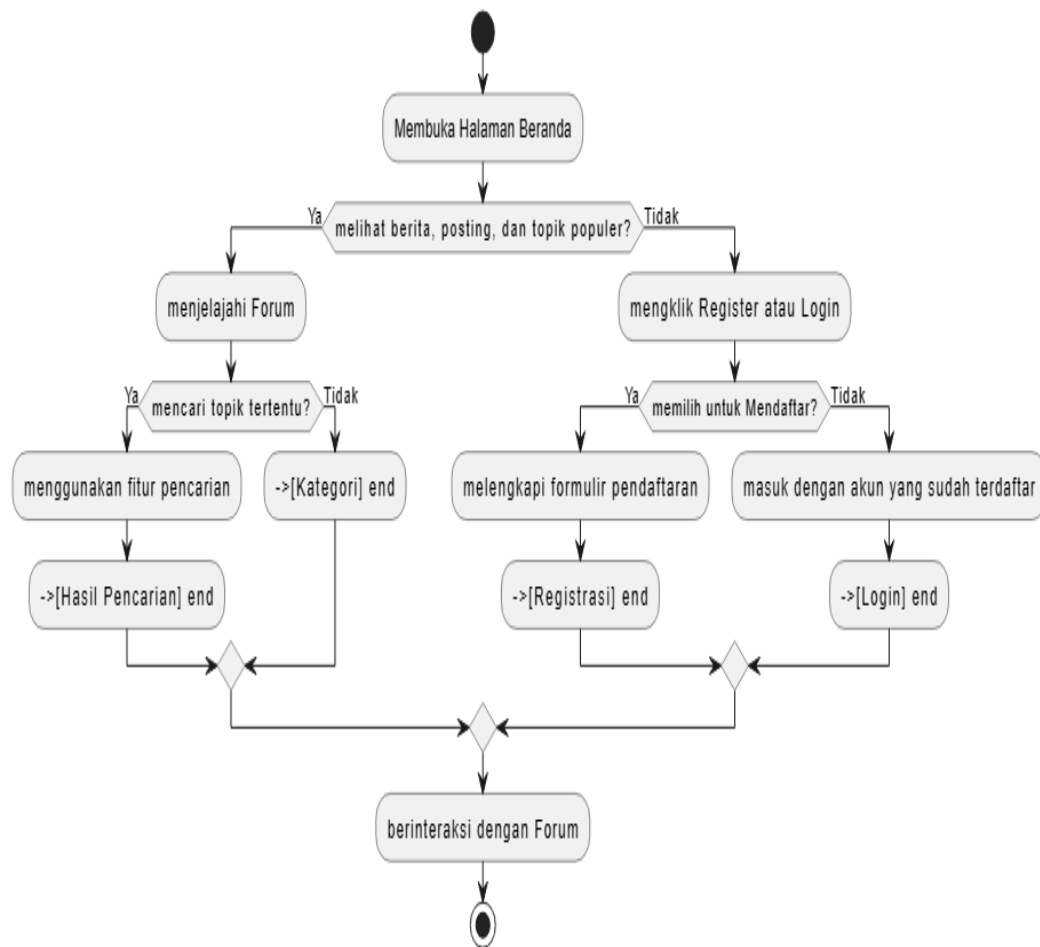 Membuka Halaman Beranda
Ya
melihat berita, posting, dan topik populer?
Tidak
menjelajahi Forum
mengklik Register atau Login
Ya
mencari topik tertentu?
Tidak
Ya
memilih untuk Mendaftar?
Tidak
menggunakan fitur pencarian
->[Kategori] end
melengkapi formulir pendaftaran
masuk dengan akun yang sudah terdaftar
->[Hasil Pencarian] end
->[Registrasi] end
->[Login] end
berinteraksi dengan Forum